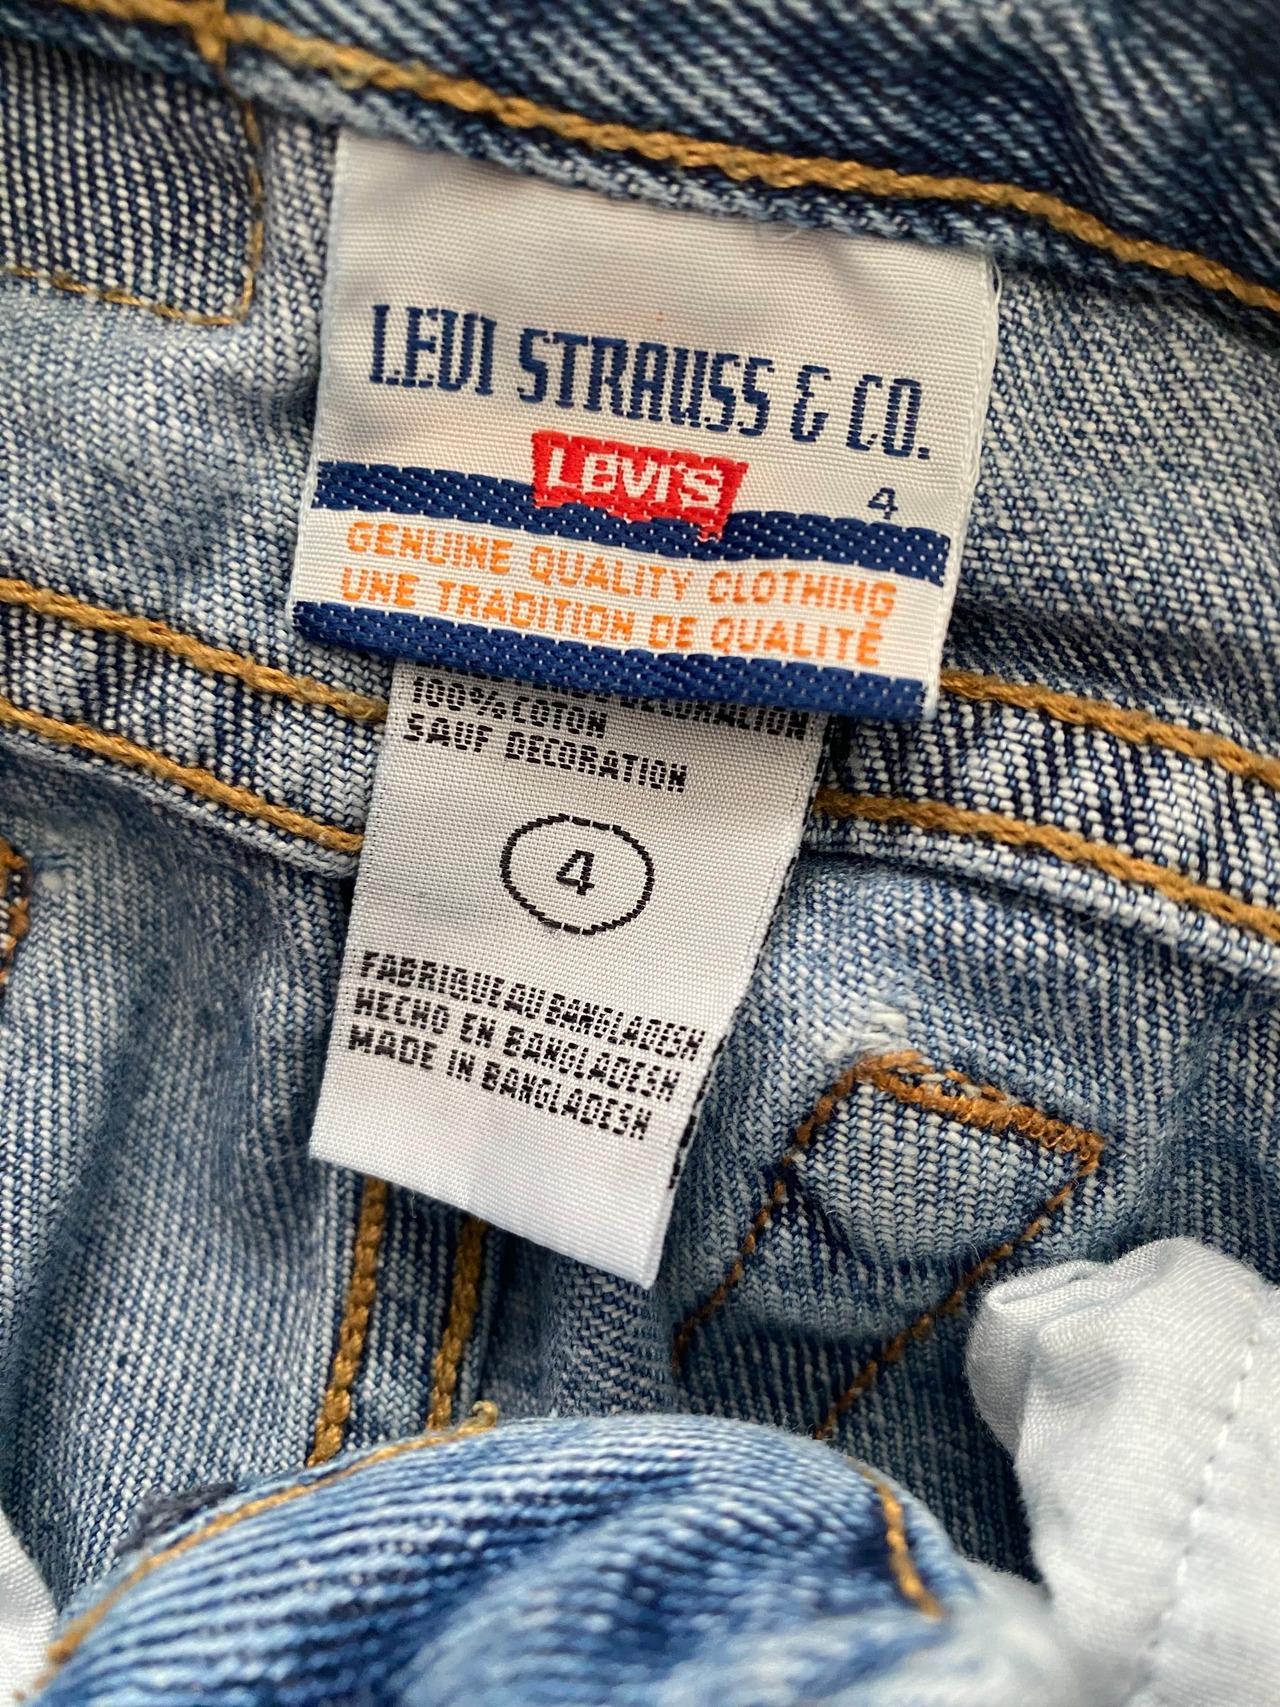 LEVI STRAUSS & CO.
LEVI'S
4
GENUINE QUALITY CLOTHING
UNE TRADITION DE QUALITÉ
DECORACION
100% COTON
SAUF DECORATION
4
FABRIQUE AU BANGLADESH
HECHO EN BANGLADESH
MADE IN BANGLADESH